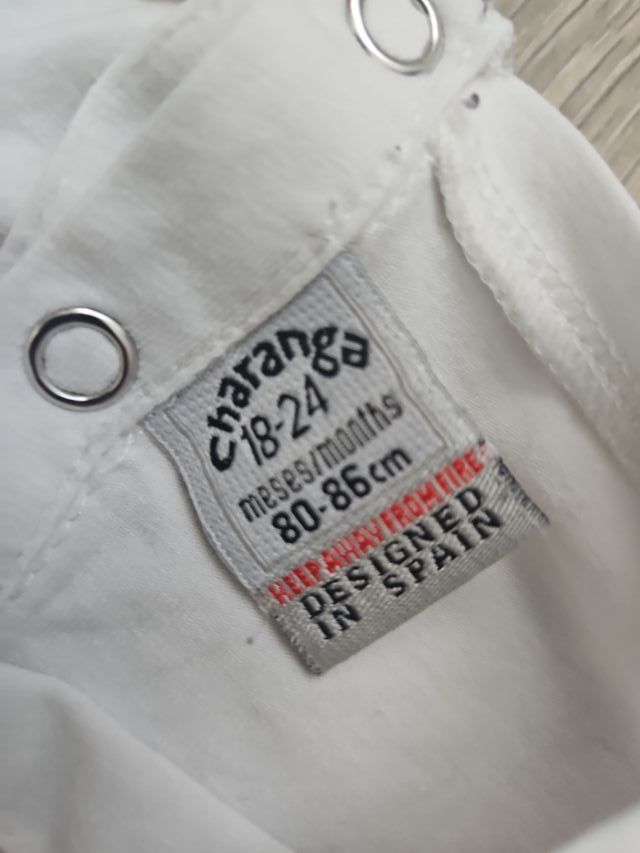 charanga
18-24
meses/months
80-86cm
KEEP AWAY FROM FIRE
DESIGNED
IN SPAIN